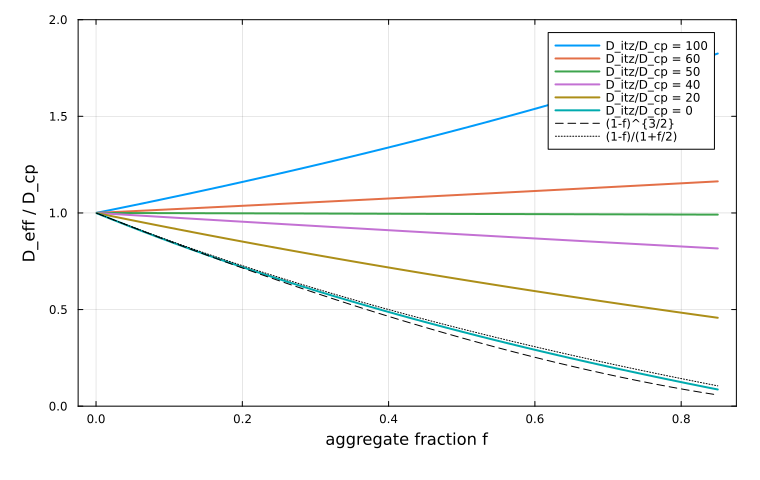 2.0
D_itz/D_cp = 100
D_itz/D_cp = 60
D_itz/D_cp = 50
D_itz/D_cp = 40
D_itz/D_cp = 20
D_itz/D_cp = 0
(1-f)^{3/2}
(1-f)/(1+f/2)
1.5
D_eff / D_cp
1.0
0.5
0.0
0.0 0.2 0.4 0.6 0.8
aggregate fraction f